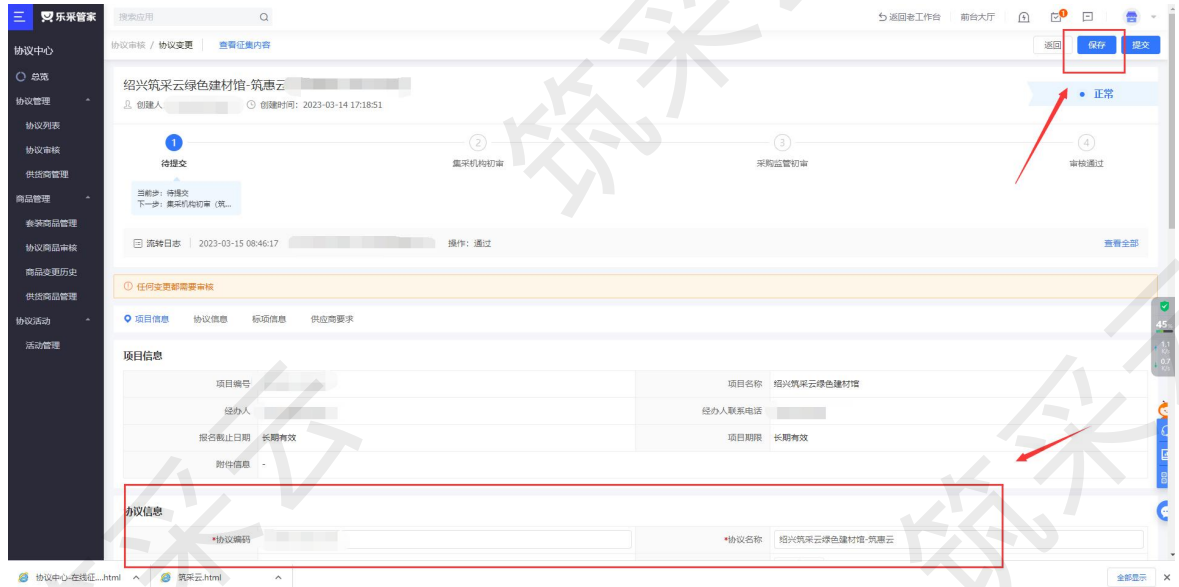 乐采管家 搜索应用 返回老工作台 前台大厅
协议中心 协议审核 / 协议变更 查看征集内容 返回 保存 提交
总览
绍兴筑采云绿色建材馆-筑惠云
正常
协议管理
创建人 创建时间：2023-03-14 17:18:51
协议列表
1 2 3 4
协议审核
待提交 集采机构初审 采购监管初审 审核通过
供货商管理
当前步：待提交
商品管理
下一步：集采机构初审（筑...
套装商品管理
协议商品审核
流转日志 2023-03-15 08:46:17 操作：通过 查看全部
商品变更历史
任何变更都需要审核
供货商品管理
协议活动
项目信息 协议信息 标项信息 供应商要求
活动管理
项目信息
项目编号 项目名称 绍兴筑采云绿色建材馆
经办人 经办人联系电话
报名截止日期 长期有效 项目期限 长期有效
附件信息 -
协议信息
*协议编码 *协议名称 绍兴筑采云绿色建材馆-筑惠云
协议中心-在线征....html 筑采云.html 全部显示
筑采云